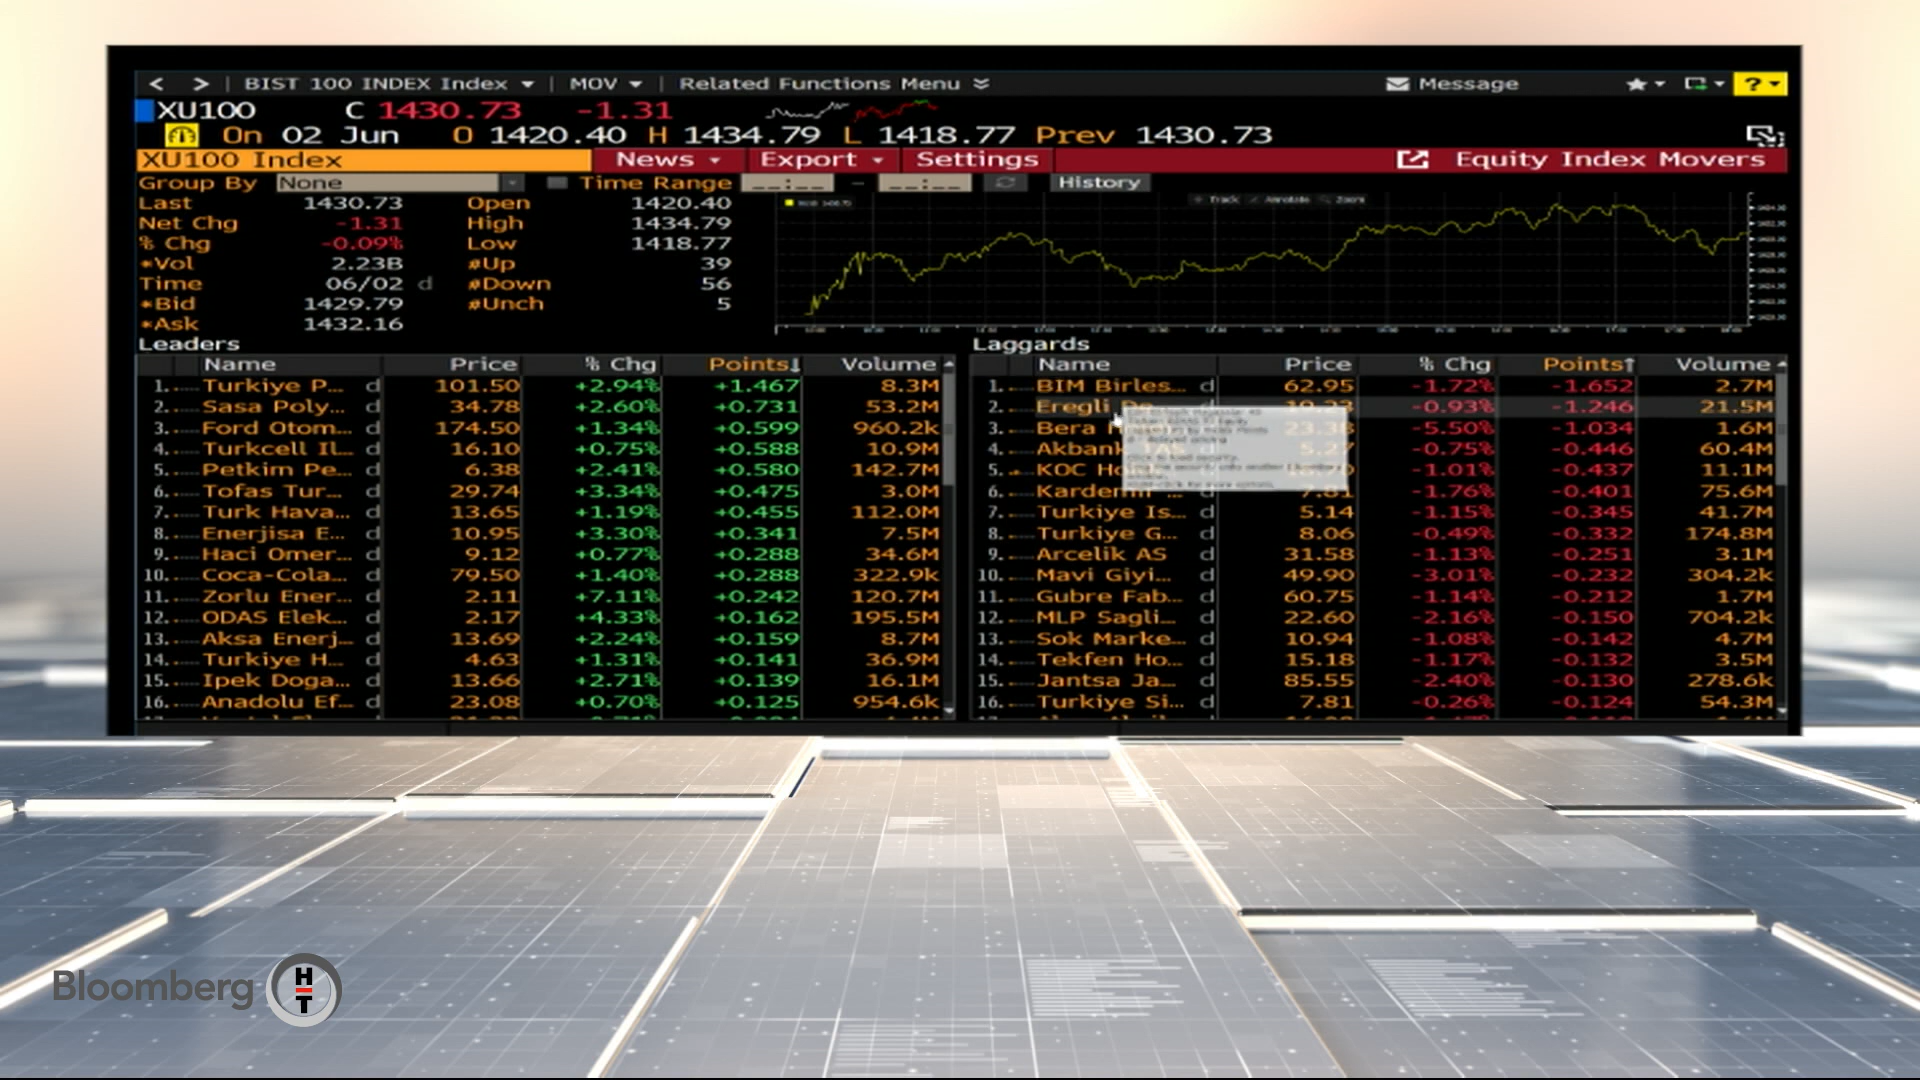 < > | BIST 100 INDEX Index | MOV | Related Functions Menu Message ?
XU100 C 1430.73 -1.31
On 02 Jun O 1420.40 H 1434.79 L 1418.77 Prev 1430.73
XU100 Index News Export Settings Equity Index Movers
Group By None Time Range --:-- - --:-- History
Last 1430.73 Open 1420.40
Net Chg -1.31 High 1434.79
% Chg -0.09% Low 1418.77
*Vol 2.23B #Up 39
Time 06/02 d #Down 56
*Bid 1429.79 #Unch 5
*Ask 1432.16
Track Annotate Zoom
Leaders
Name Price % Chg Points↓ Volume
1. Turkiye P... d 101.50 +2.94% +1.467 8.3M
2. Sasa Poly... d 34.78 +2.60% +0.731 53.2M
3. Ford Otom... d 174.50 +1.34% +0.599 960.2k
4. Turkcell Il... d 16.10 +0.75% +0.588 10.9M
5. Petkim Pe... d 6.38 +2.41% +0.580 142.7M
6. Tofas Tur... d 29.74 +3.34% +0.475 3.0M
7. Turk Hava... d 13.65 +1.19% +0.455 112.0M
8. Enerjisa E... d 10.95 +3.30% +0.341 7.5M
9. Haci Omer... d 9.12 +0.77% +0.288 34.6M
10. Coca-Cola... d 79.50 +1.40% +0.288 322.9k
11. Zorlu Ener... d 2.11 +7.11% +0.242 120.7M
12. ODAS Elek... d 2.17 +4.33% +0.162 195.5M
13. Aksa Enerj... d 13.69 +2.24% +0.159 8.7M
14. Turkiye H... d 4.63 +1.31% +0.141 36.9M
15. Ipek Doga... d 13.66 +2.71% +0.139 16.1M
16. Anadolu Ef... d 23.08 +0.70% +0.125 954.6k
Laggards
Name Price % Chg Points↑ Volume
1. BIM Birles... d 62.95 -1.72% -1.652 2.7M
2. Eregli -0.93% -1.246 21.5M
3. Bera 23.38 -5.50% -1.034 1.6M
4. Akbank TAS 5.27 -0.75% -0.446 60.4M
5. KOC -1.01% -0.437 11.1M
6. Kardemir ... 7.81 -1.76% -0.401 75.6M
7. Turkiye Is... d 5.14 -1.15% -0.345 41.7M
8. Turkiye G... d 8.06 -0.49% -0.332 174.8M
9. Arcelik AS d 31.58 -1.13% -0.251 3.1M
10. Mavi Giyi... d 49.90 -3.01% -0.232 304.2k
11. Gubre Fab... d 60.75 -1.14% -0.212 1.7M
12. MLP Sagli... d 22.60 -2.16% -0.150 704.2k
13. Sok Marke... d 10.94 -1.08% -0.142 4.7M
14. Tekfen Ho... d 15.18 -1.17% -0.132 3.5M
15. Jantsa Ja... d 85.55 -2.40% -0.130 278.6k
16. Turkiye Si... d 7.81 -0.26% -0.124 54.3M
Bloomberg HT